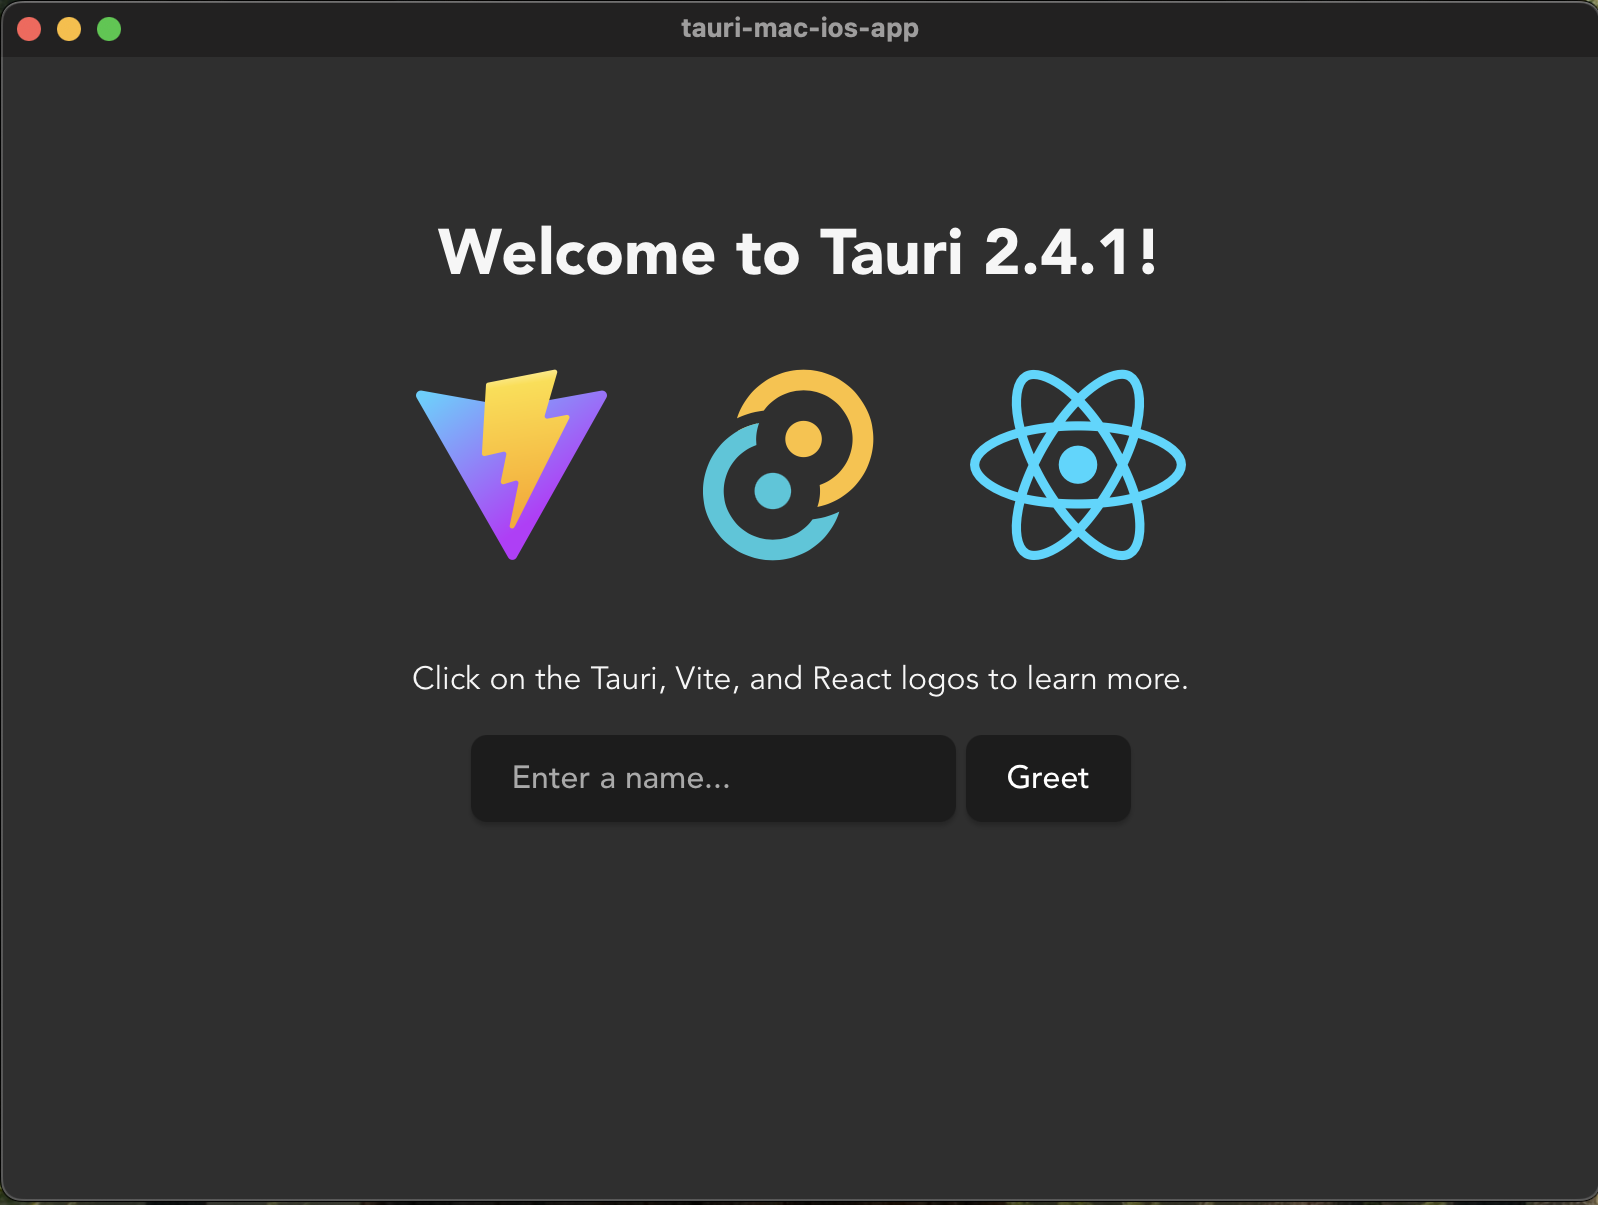 tauri-mac-ios-app
Welcome to Tauri 2.4.1!
Click on the Tauri, Vite, and React logos to learn more.
Enter a name...
Greet